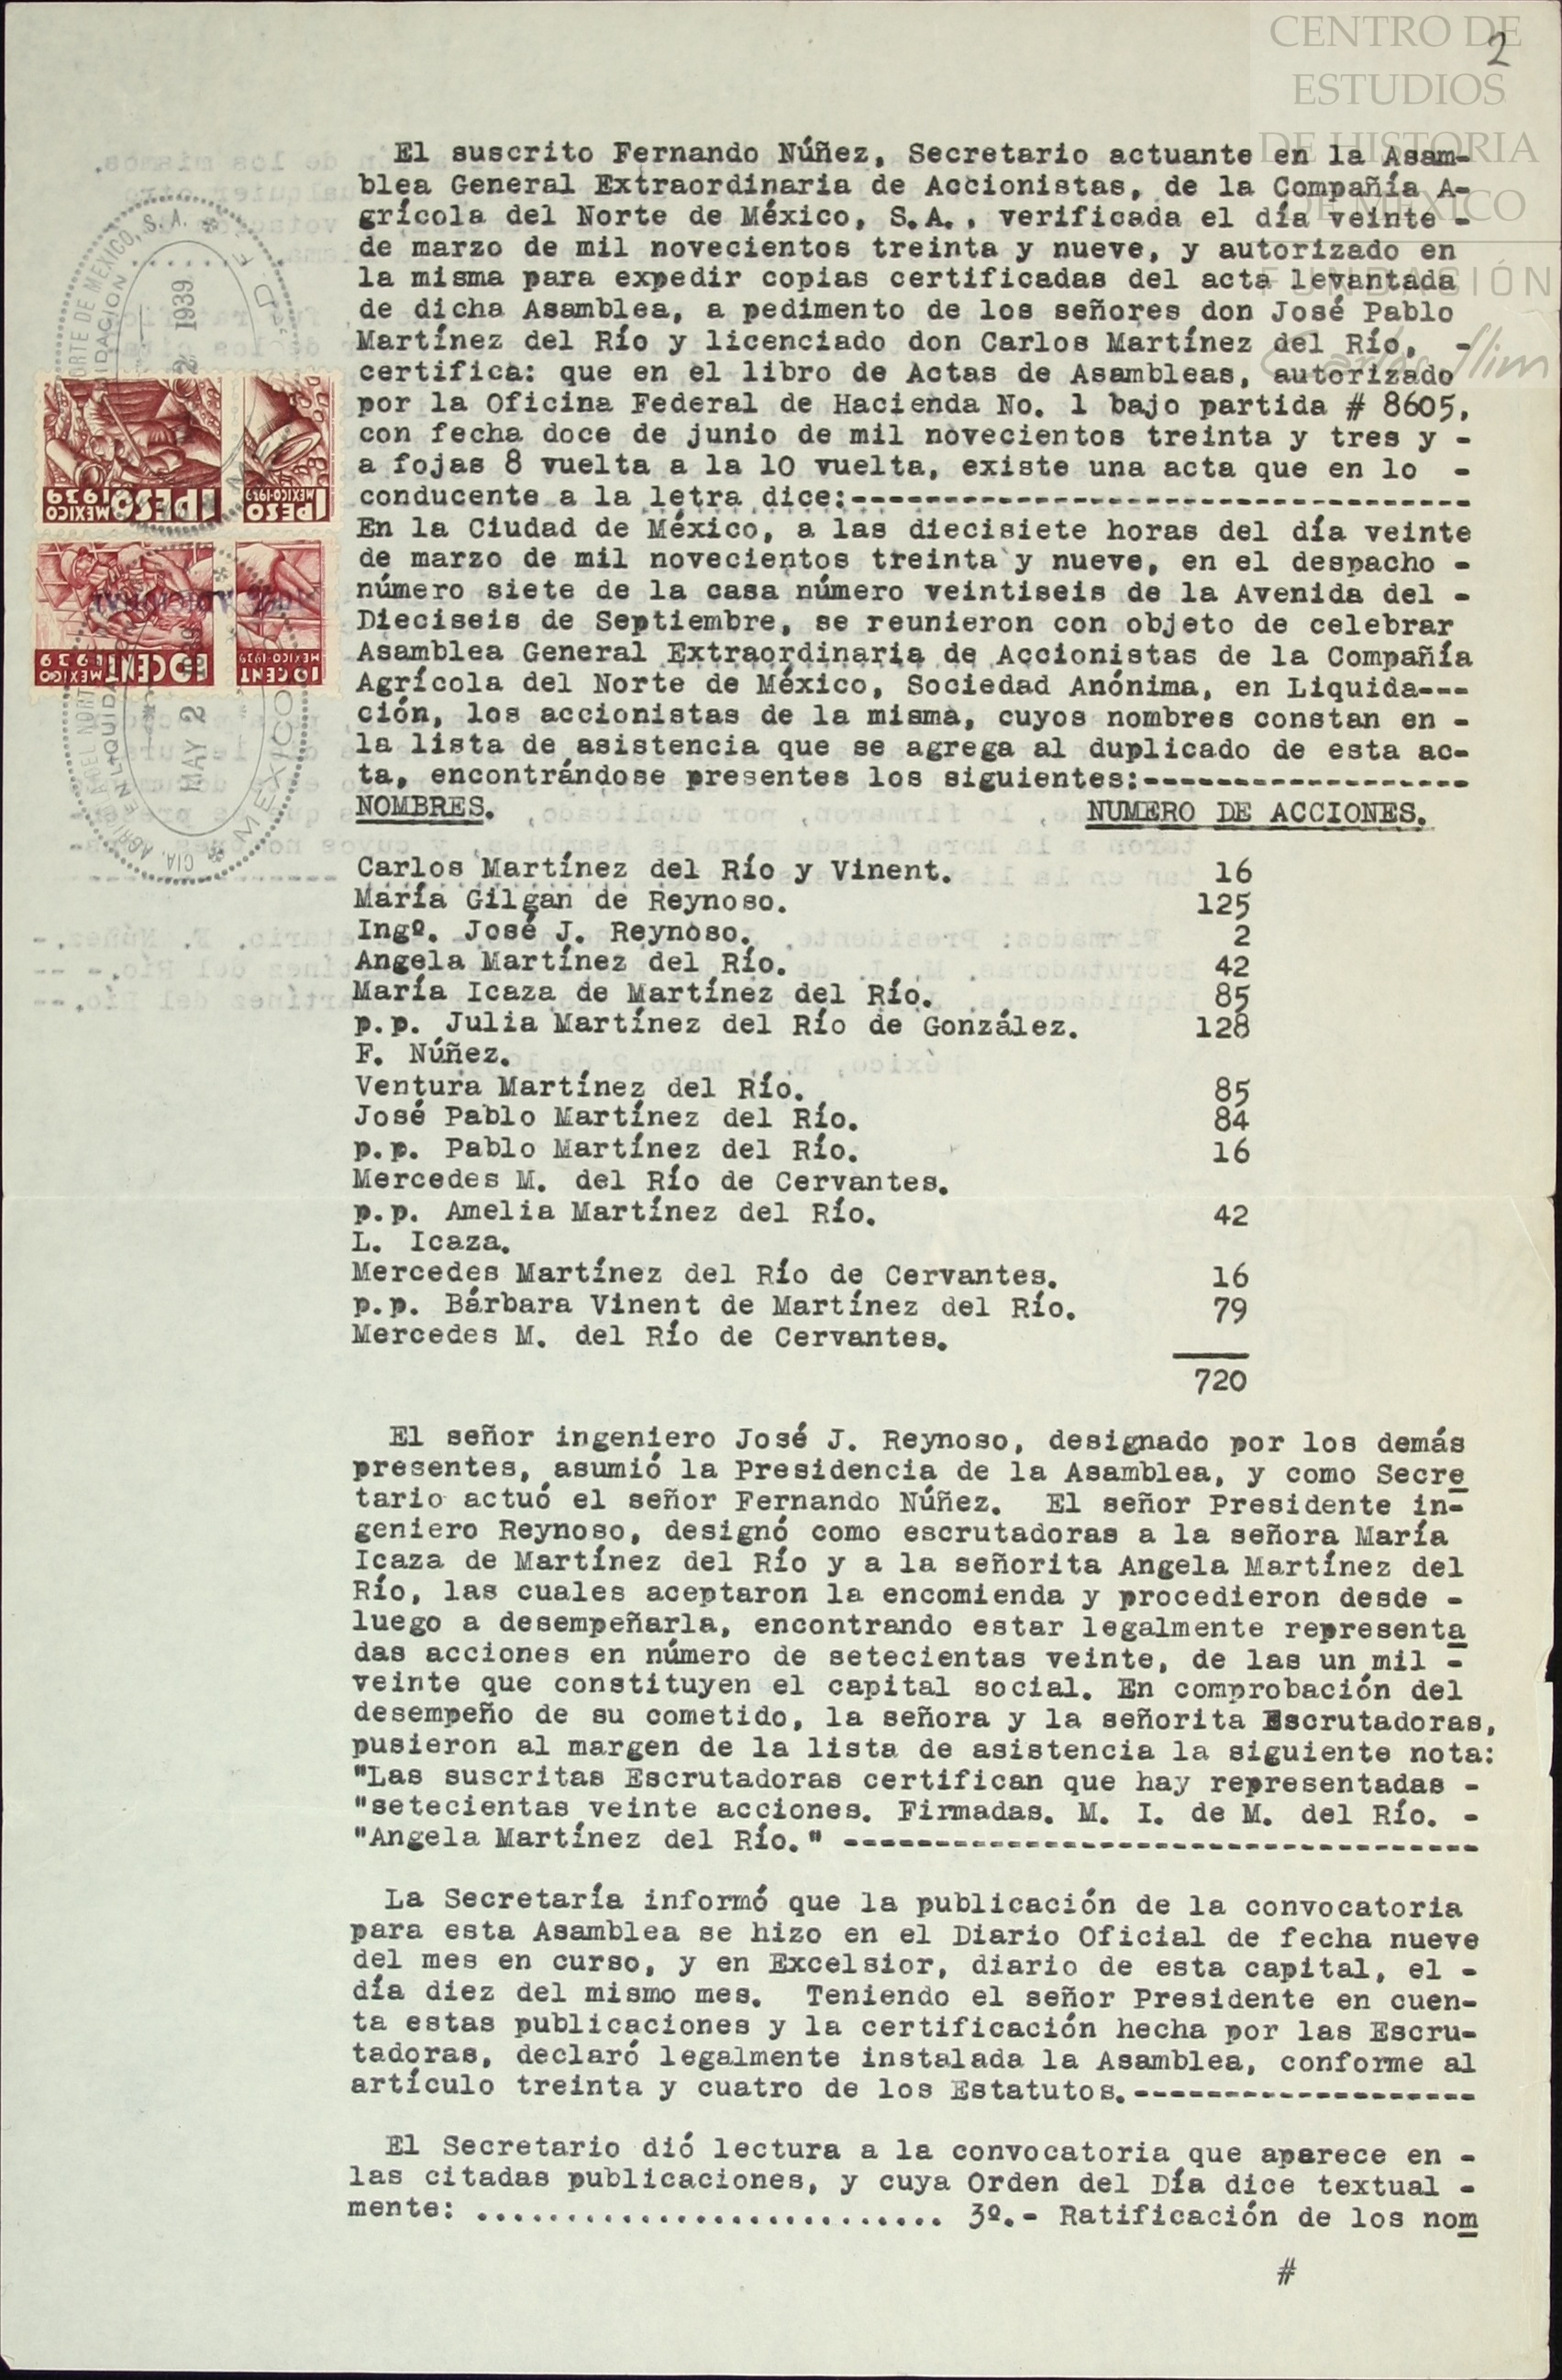 CENTRO DE
ESTUDIOS
DE HISTORIA
DE MÉXICO
FUNDACIÓN
Carlos Slim
2
El suscrito Fernando Núñez, Secretario actuante en la Asam-
blea General Extraordinaria de Accionistas, de la Compañía A-
grícola del Norte de México, S.A., verificada el día veinte -
de marzo de mil novecientos treinta y nueve, y autorizado en
la misma para expedir copias certificadas del acta levantada
de dicha Asamblea, a pedimento de los señores don José Pablo
Martínez del Río y licenciado don Carlos Martínez del Río, -
certifica: que en el libro de Actas de Asambleas, autorizado
por la Oficina Federal de Hacienda No. 1 bajo partida # 8605,
con fecha doce de junio de mil novecientos treinta y tres y -
a fojas 8 vuelta a la 10 vuelta, existe una acta que en lo -
conducente a la letra dice:----------------------------------
En la Ciudad de México, a las diecisiete horas del día veinte
de marzo de mil novecientos treinta y nueve, en el despacho -
número siete de la casa número veintiseis de la Avenida del -
Dieciseis de Septiembre, se reunieron con objeto de celebrar
Asamblea General Extraordinaria de Accionistas de la Compañía
Agrícola del Norte de México, Sociedad Anónima, en Liquida---
ción, los accionistas de la misma, cuyos nombres constan en -
la lista de asistencia que se agrega al duplicado de esta ac-
ta, encontrándose presentes los siguientes:------------------
NOMBRES. NUMERO DE ACCIONES.
Carlos Martínez del Río y Vinent. 16
María Gilgan de Reynoso. 125
Ingº. José J. Reynoso. 2
Angela Martínez del Río. 42
María Icaza de Martínez del Río. 85
p.p. Julia Martínez del Río de González. 128
F. Núñez.
Ventura Martínez del Río. 85
José Pablo Martínez del Río. 84
p.p. Pablo Martínez del Río. 16
Mercedes M. del Río de Cervantes.
p.p. Amelia Martínez del Río. 42
L. Icaza.
Mercedes Martínez del Río de Cervantes. 16
p.p. Bárbara Vinent de Martínez del Río. 79
Mercedes M. del Río de Cervantes.
720
El señor ingeniero José J. Reynoso, designado por los demás
presentes, asumió la Presidencia de la Asamblea, y como Secre
tario actuó el señor Fernando Núñez. El señor Presidente in-
geniero Reynoso, designó como escrutadoras a la señora María
Icaza de Martínez del Río y a la señorita Angela Martínez del
Río, las cuales aceptaron la encomienda y procedieron desde -
luego a desempeñarla, encontrando estar legalmente representa
das acciones en número de setecientas veinte, de las un mil -
veinte que constituyen el capital social. En comprobación del
desempeño de su cometido, la señora y la señorita Escrutadoras,
pusieron al margen de la lista de asistencia la siguiente nota:
"Las suscritas Escrutadoras certifican que hay representadas -
"setecientas veinte acciones. Firmadas. M. I. de M. del Río. -
"Angela Martínez del Río." -----------------------------------
La Secretaría informó que la publicación de la convocatoria
para esta Asamblea se hizo en el Diario Oficial de fecha nueve
del mes en curso, y en Excelsior, diario de esta capital, el -
día diez del mismo mes. Teniendo el señor Presidente en cuen-
ta estas publicaciones y la certificación hecha por las Escru-
tadoras, declaró legalmente instalada la Asamblea, conforme al
artículo treinta y cuatro de los Estatutos.-------------------
El Secretario dió lectura a la convocatoria que aparece en -
las citadas publicaciones, y cuya Orden del Día dice textual -
mente: .......................... 3º.- Ratificación de los nom
#
1 PESO MEXICO 1939
1 PESO MEXICO-1939
10 CENT MEXICO 1939
10 CENT MEXICO-1939
MAY 2 1939